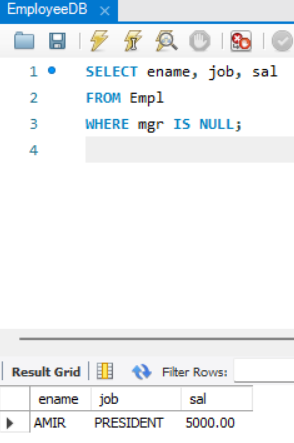 EmployeeDB
1 SELECT ename, job, sal
2 FROM Empl
3 WHERE mgr IS NULL;
4
Result Grid Filter Rows:
ename job sal
AMIR PRESIDENT 5000.00